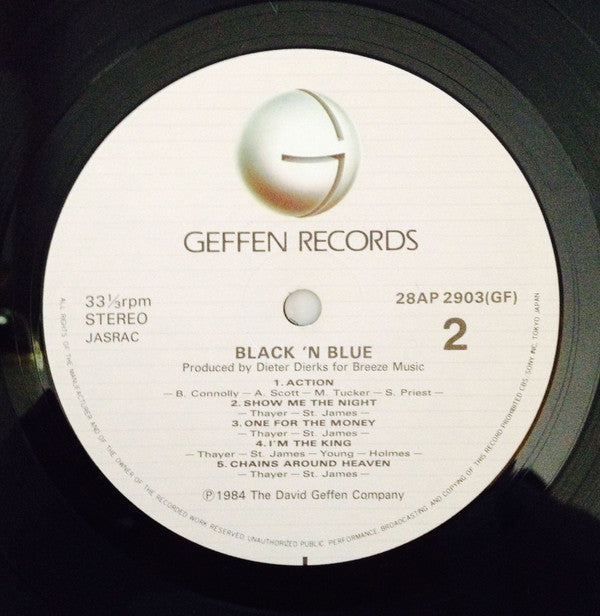 GEFFEN RECORDS
33⅓rpm
STEREO
JASRAC
28AP 2903(GF)
2
BLACK 'N BLUE
Produced by Dieter Dierks for Breeze Music
1. ACTION
— B. Connolly — A. Scott — M. Tucker — S. Priest —
2. SHOW ME THE NIGHT
— Thayer — St. James —
3. ONE FOR THE MONEY
— Thayer — St. James —
4. I'M THE KING
— Thayer — St. James — Young — Holmes —
5. CHAINS AROUND HEAVEN
— Thayer — St. James —
Ⓟ 1984 The David Geffen Company
ALL RIGHTS OF THE MANUFACTURER AND OF THE OWNER OF THE RECORDED WORK RESERVED. UNAUTHORIZED PUBLIC PERFORMANCE, BROADCASTING AND COPYING OF THIS RECORD PROHIBITED. CBS/SONY INC. TOKYO JAPAN